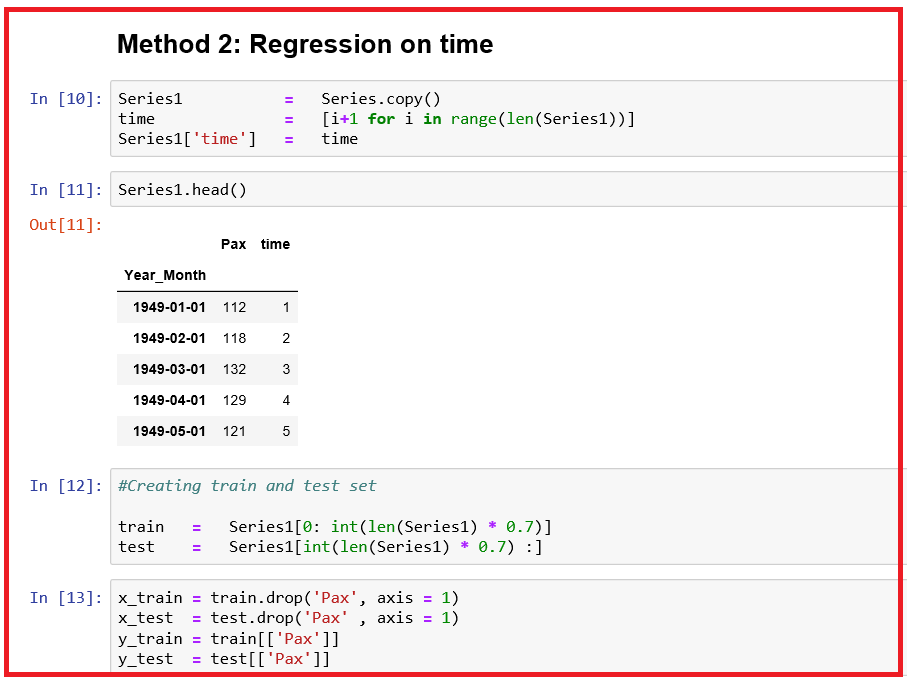 Method 2: Regression on time
In [10]: Series1 = Series.copy()
time = [i+1 for i in range(len(Series1))]
Series1['time'] = time
In [11]: Series1.head()
Out[11]:
Pax time
Year_Month
1949-01-01 112 1
1949-02-01 118 2
1949-03-01 132 3
1949-04-01 129 4
1949-05-01 121 5
In [12]: #Creating train and test set
train = Series1[0: int(len(Series1) * 0.7)]
test = Series1[int(len(Series1) * 0.7) :]
In [13]: x_train = train.drop('Pax', axis = 1)
x_test = test.drop('Pax' , axis = 1)
y_train = train[['Pax']]
y_test = test[['Pax']]